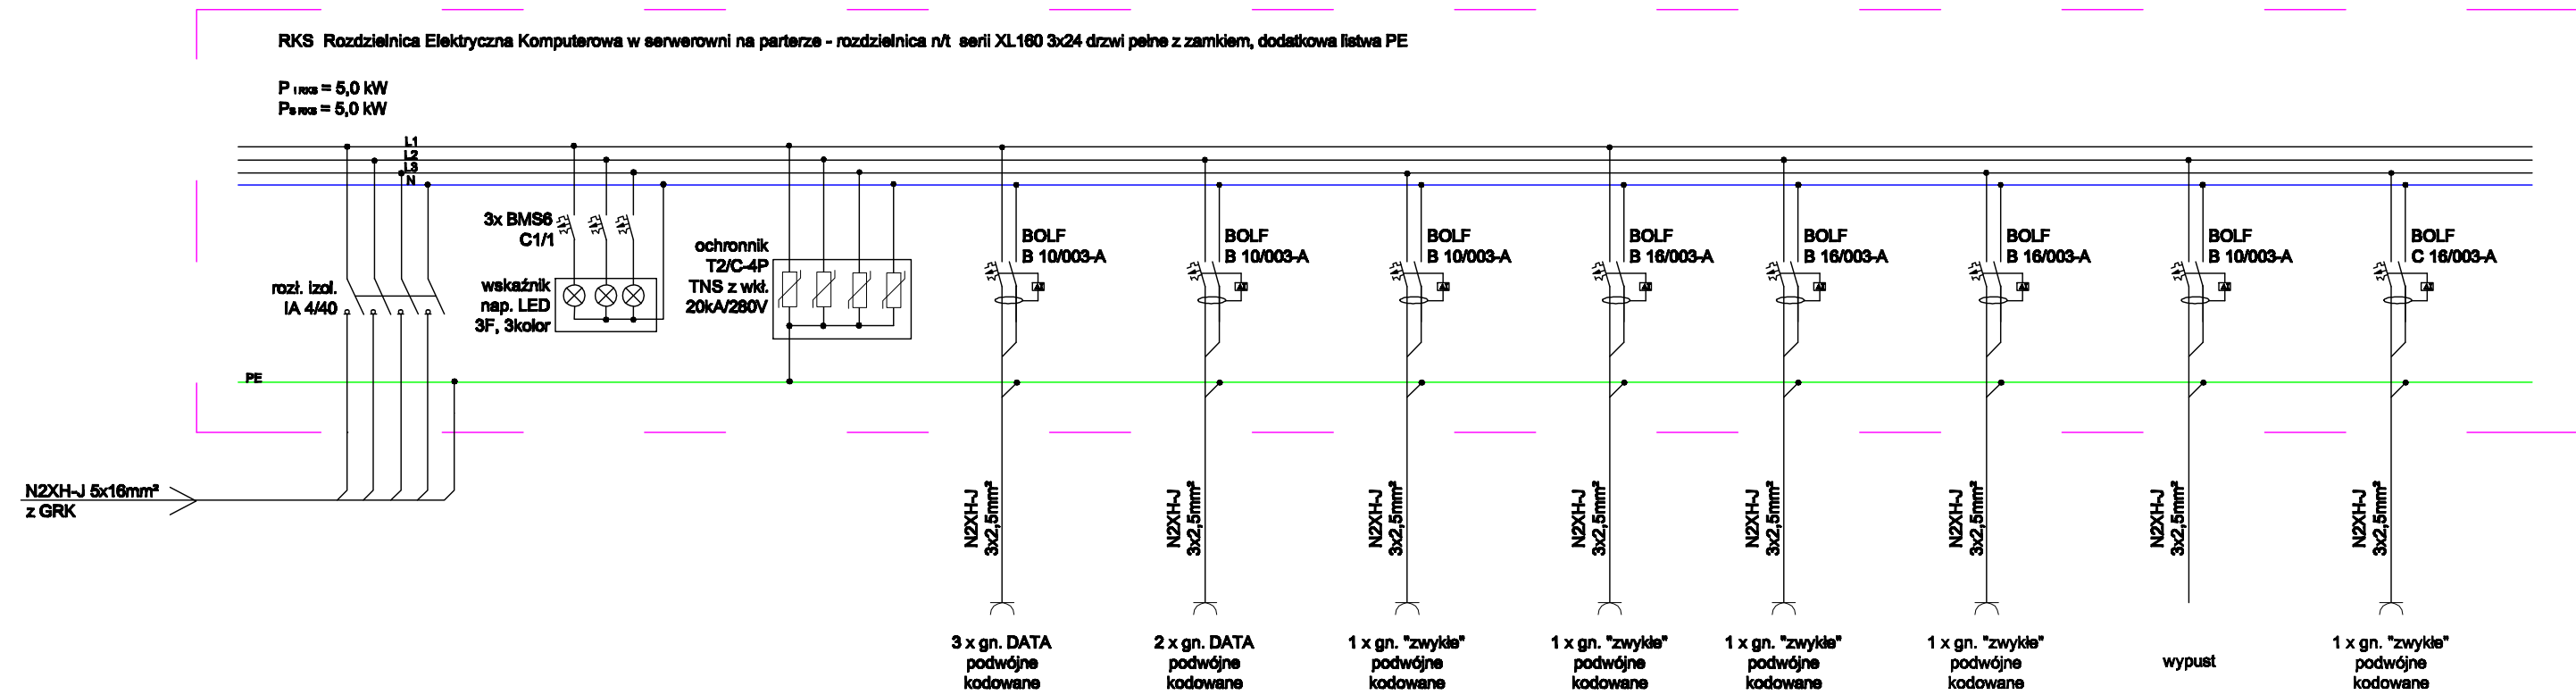 RKS Rozdzielnica Elektryczna Komputerowa w serwerowni na parterze - rozdzielnica n/t serii XL160 3x24 drzwi pełne z zamkiem, dodatkowa listwa PE
P I RKS = 5,0 kW
PS RKS = 5,0 kW
L1
L2
L3
N
3x BMS6
C1/1
rozł. izol.
IA 4/40
wskaźnik
nap. LED
3F, 3kolor
ochronnik
T2/C-4P
TNS z wkł.
20kA/280V
BOLF
B 10/003-A
BOLF
B 10/003-A
BOLF
B 10/003-A
BOLF
B 16/003-A
BOLF
B 16/003-A
BOLF
B 16/003-A
BOLF
B 10/003-A
BOLF
C 16/003-A
PE
N2XH-J 5x16mm²
z GRK
N2XH-J
3x2,5mm²
N2XH-J
3x2,5mm²
N2XH-J
3x2,5mm²
N2XH-J
3x2,5mm²
N2XH-J
3x2,5mm²
N2XH-J
3x2,5mm²
N2XH-J
3x2,5mm²
N2XH-J
3x2,5mm²
3 x gn. DATA
podwójne
kodowane
2 x gn. DATA
podwójne
kodowane
1 x gn. "zwykłe"
podwójne
kodowane
1 x gn. "zwykłe"
podwójne
kodowane
1 x gn. "zwykłe"
podwójne
kodowane
1 x gn. "zwykłe"
podwójne
kodowane
wypust
1 x gn. "zwykłe"
podwójne
kodowane